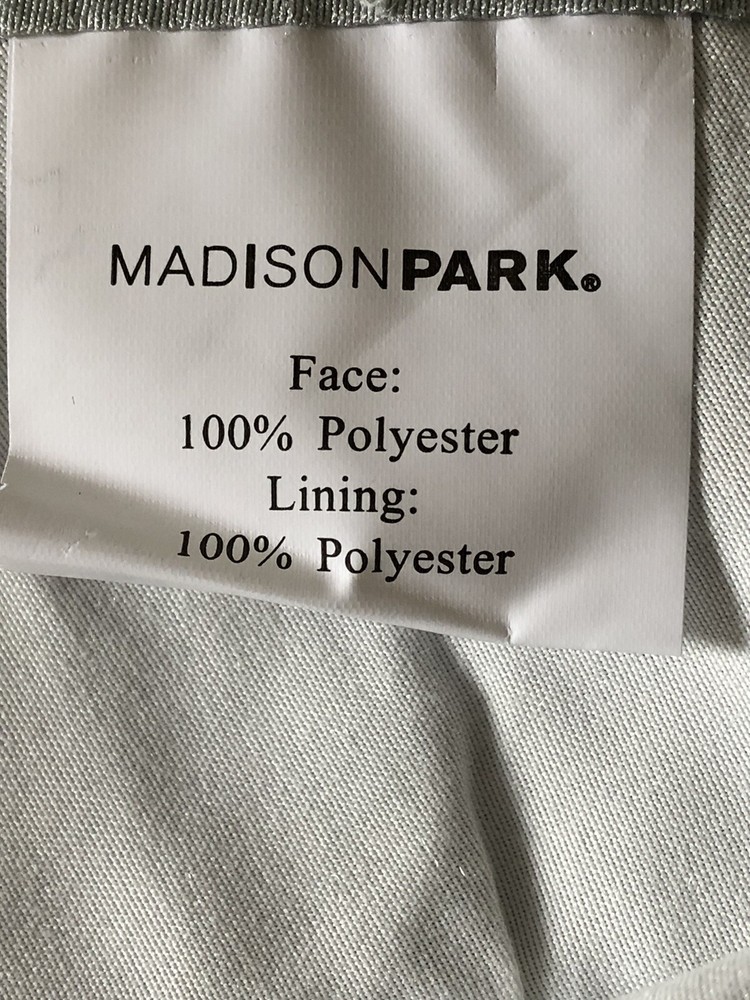 MADISONPARK®
Face:
100% Polyester
Lining:
100% Polyester